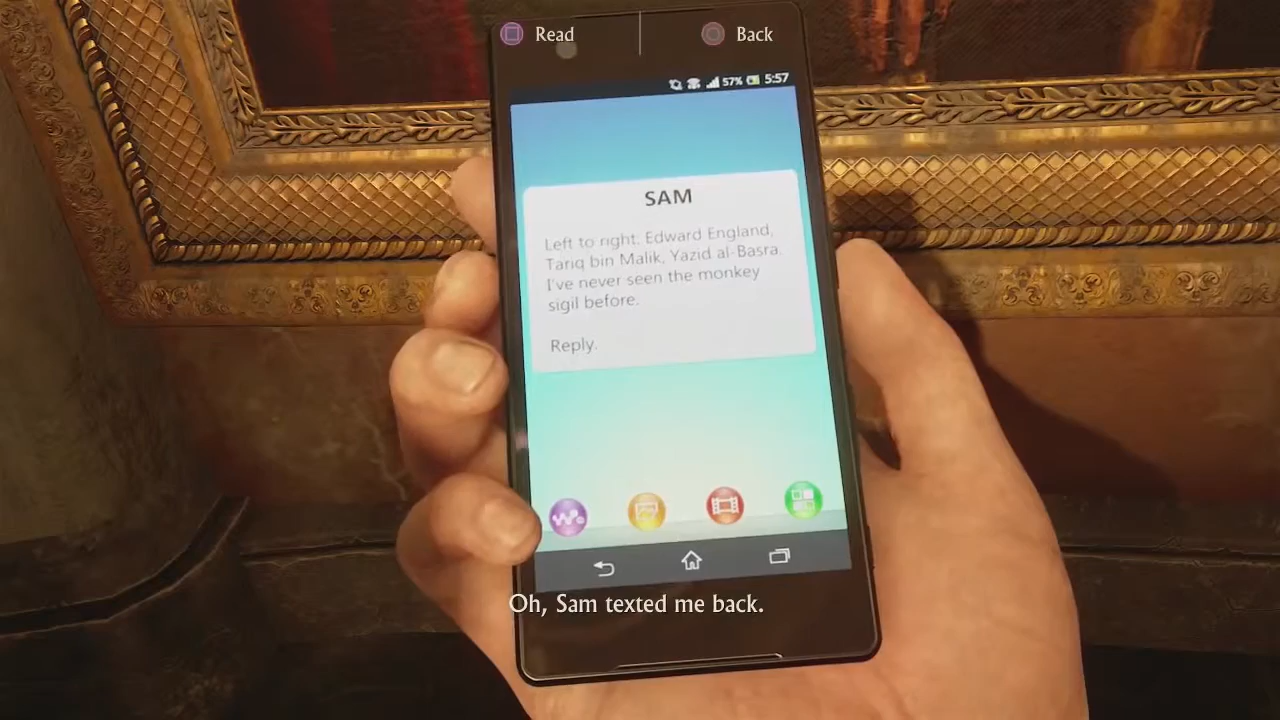 Read
Back
57% 5:57
SAM
Left to right: Edward England,
Tariq bin Malik, Yazid al-Basra.
I've never seen the monkey
sigil before.
Reply.
Oh, Sam texted me back.